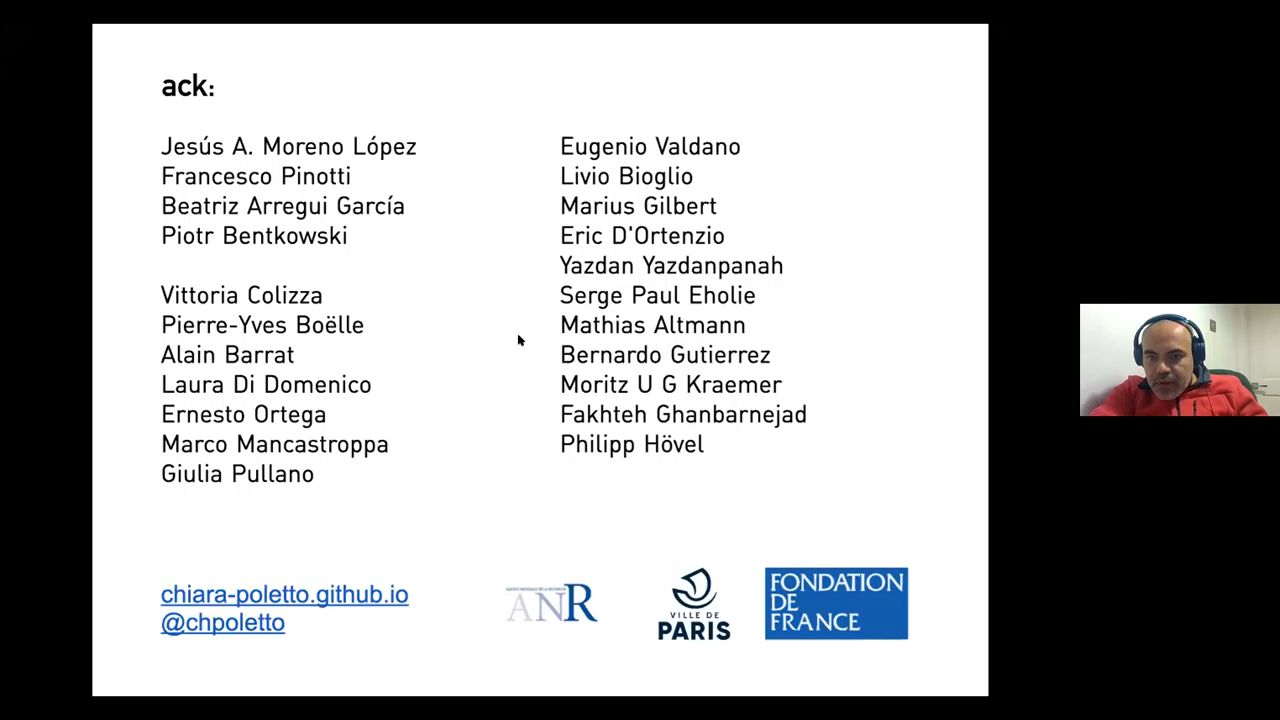 ack:
Jesús A. Moreno López
Francesco Pinotti
Beatriz Arregui García
Piotr Bentkowski
Vittoria Colizza
Pierre-Yves Boëlle
Alain Barrat
Laura Di Domenico
Ernesto Ortega
Marco Mancastroppa
Giulia Pullano
Eugenio Valdano
Livio Bioglio
Marius Gilbert
Eric D'Ortenzio
Yazdan Yazdanpanah
Serge Paul Eholie
Mathias Altmann
Bernardo Gutierrez
Moritz U G Kraemer
Fakhteh Ghanbarnejad
Philipp Hövel
chiara-poletto.github.io
@chpoletto
ANR
VILLE DE
PARIS
FONDATION
DE
FRANCE